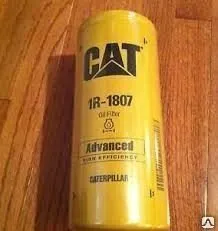 CAT
1R-1807
Oil Filter
Advanced
HIGH EFFICIENCY
CATERPILLAR